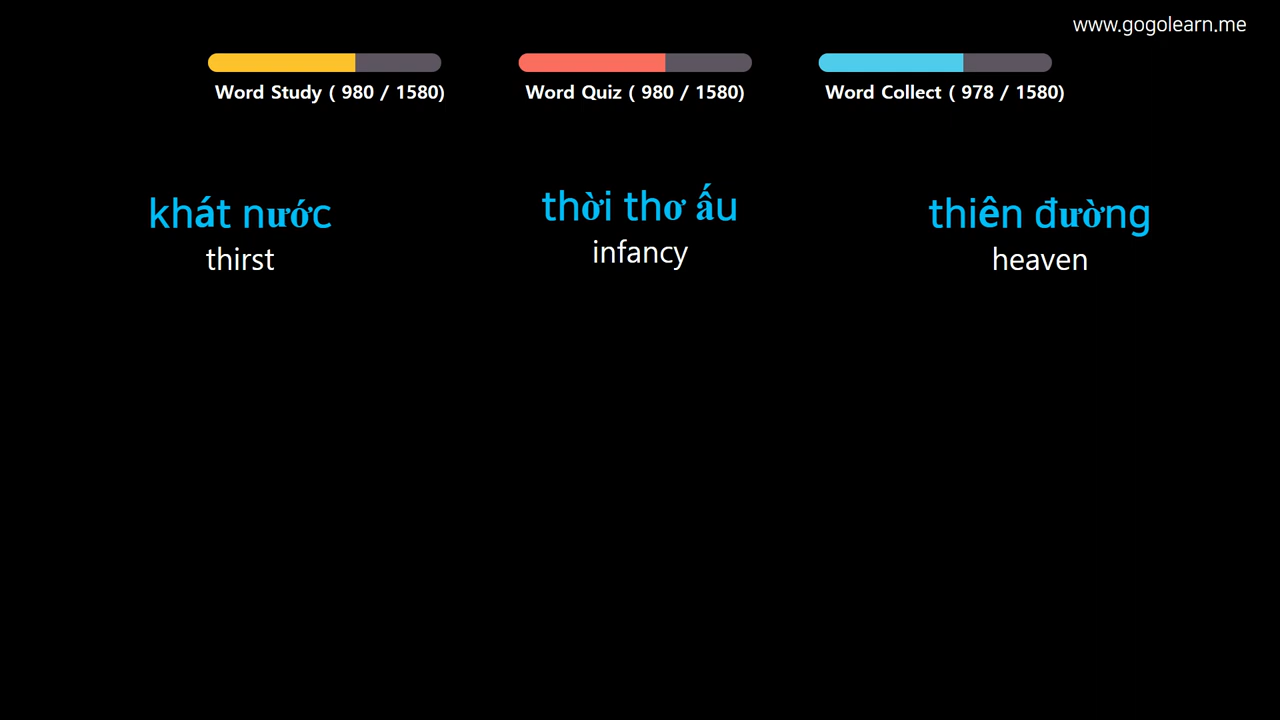 www.gogolearn.me
Word Study ( 980 / 1580)
Word Quiz ( 980 / 1580)
Word Collect ( 978 / 1580)
khát nước
thirst
thời thơ ấu
infancy
thiên đường
heaven